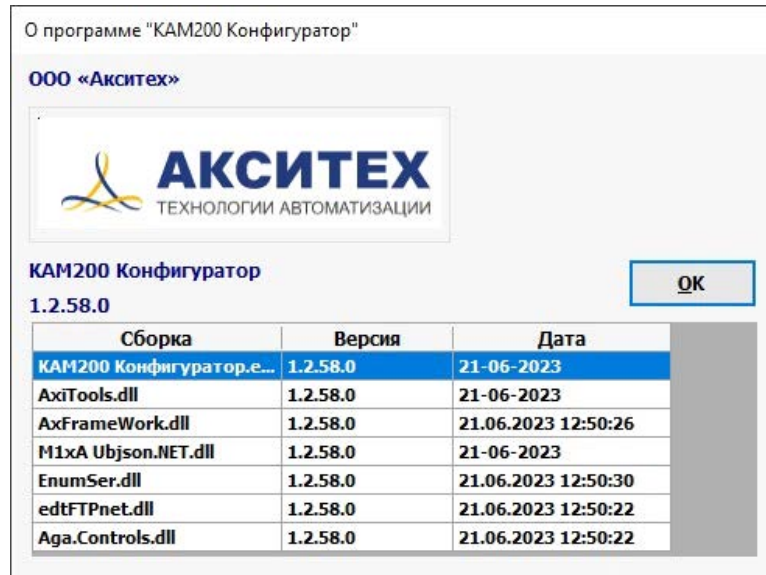 О программе "КАМ200 Конфигуратор"
ООО «Акситех»
АКСИТЕХ
ТЕХНОЛОГИИ АВТОМАТИЗАЦИИ
КАМ200 Конфигуратор
OK
1.2.58.0
Сборка Версия Дата
КАМ200 Конфигуратор.е... 1.2.58.0 21-06-2023
AxiTools.dll 1.2.58.0 21-06-2023
AxFrameWork.dll 1.2.58.0 21.06.2023 12:50:26
M1xA Ubjson.NET.dll 1.2.58.0 21-06-2023
EnumSer.dll 1.2.58.0 21.06.2023 12:50:30
edtFTPnet.dll 1.2.58.0 21.06.2023 12:50:22
Aga.Controls.dll 1.2.58.0 21.06.2023 12:50:22